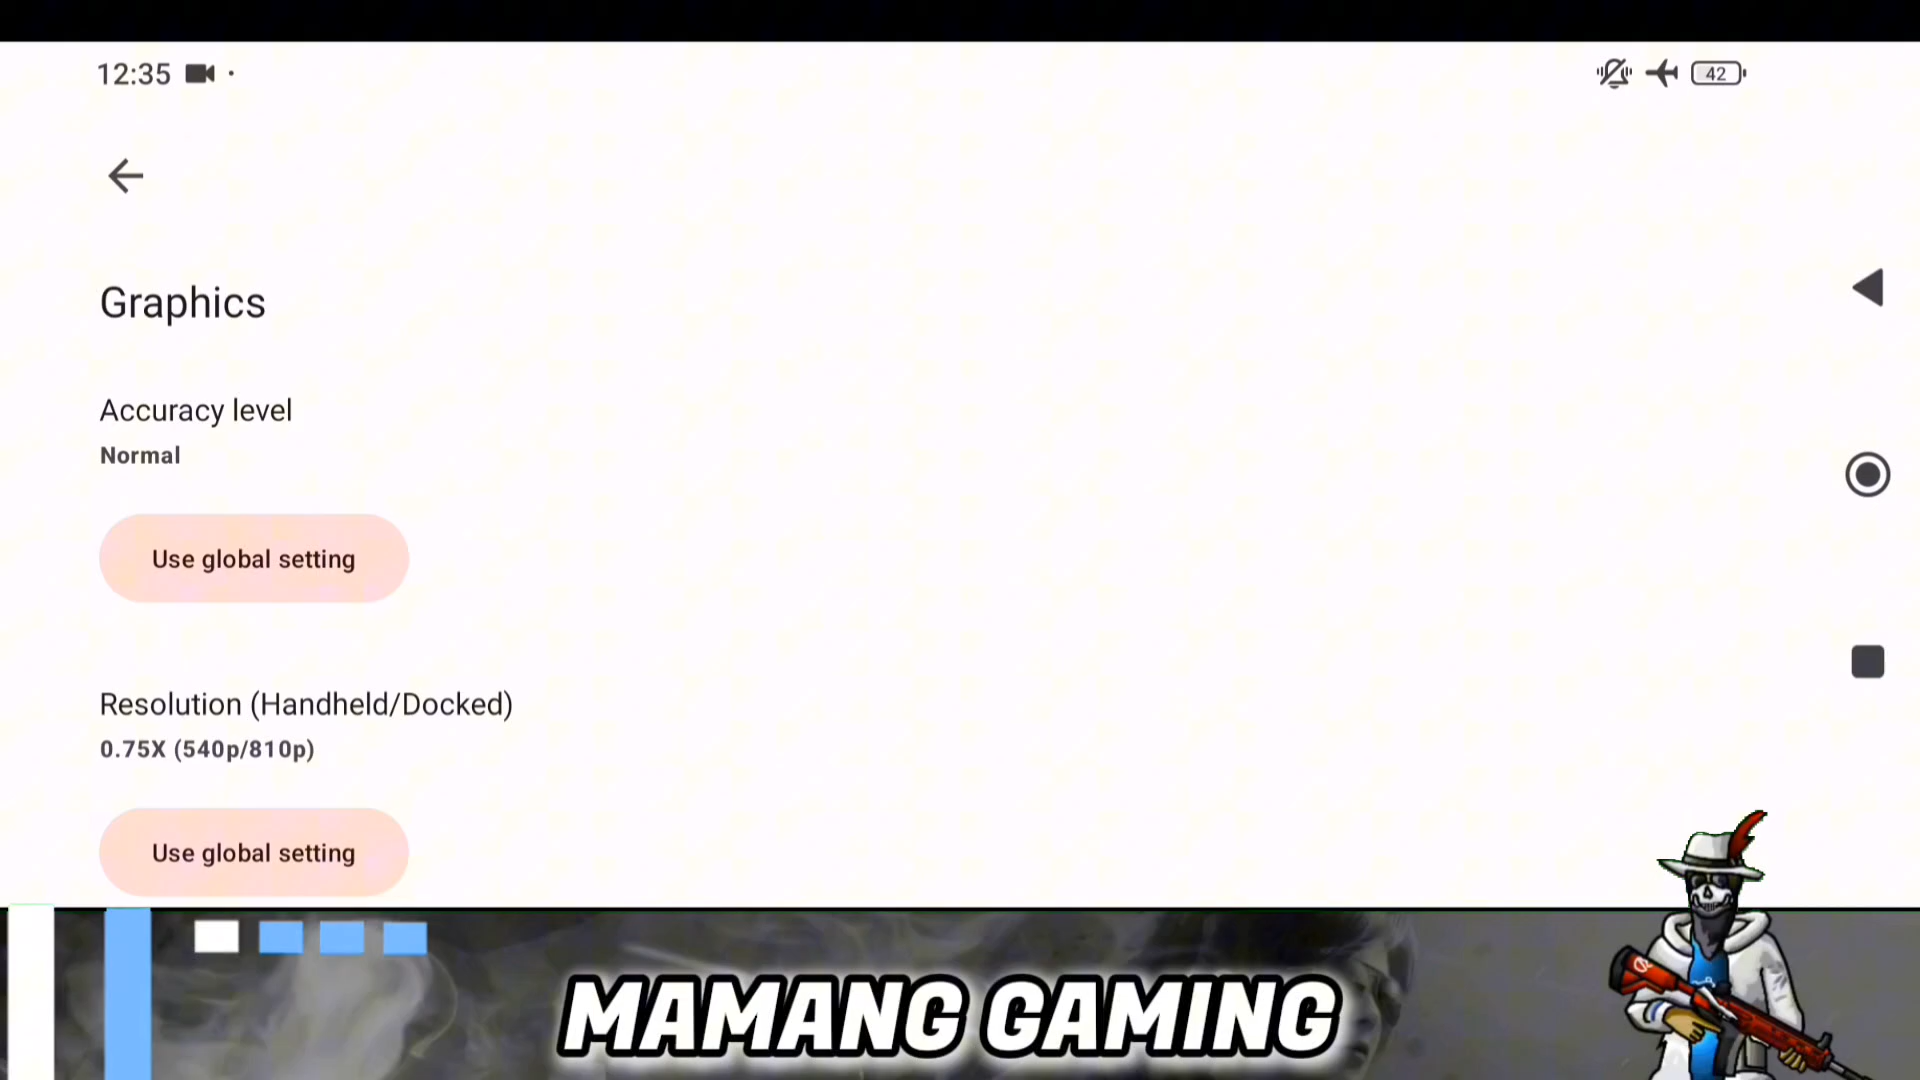 12:35
42
Graphics
Accuracy level
Normal
Use global setting
Resolution (Handheld/Docked)
0.75X (540p/810p)
Use global setting
MAMANG GAMING